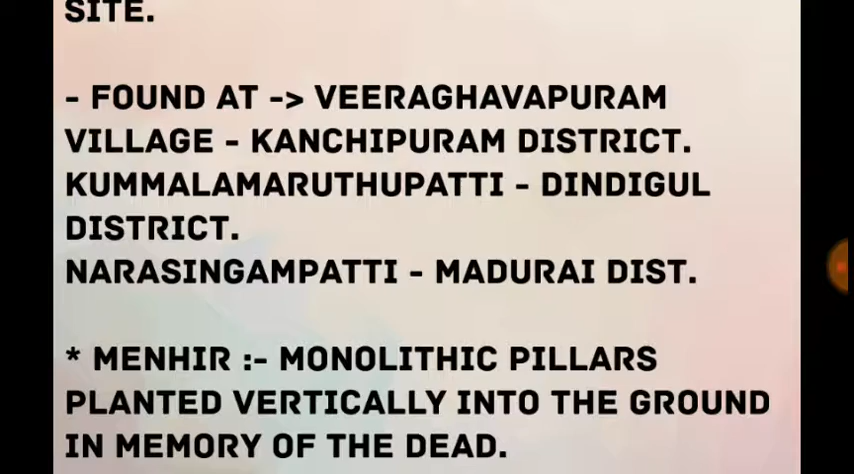 SITE.
- FOUND AT -> VEERAGHAVAPURAM
VILLAGE - KANCHIPURAM DISTRICT.
KUMMALAMARUTHUPATTI - DINDIGUL
DISTRICT.
NARASINGAMPATTI - MADURAI DIST.
* MENHIR :- MONOLITHIC PILLARS
PLANTED VERTICALLY INTO THE GROUND
IN MEMORY OF THE DEAD.